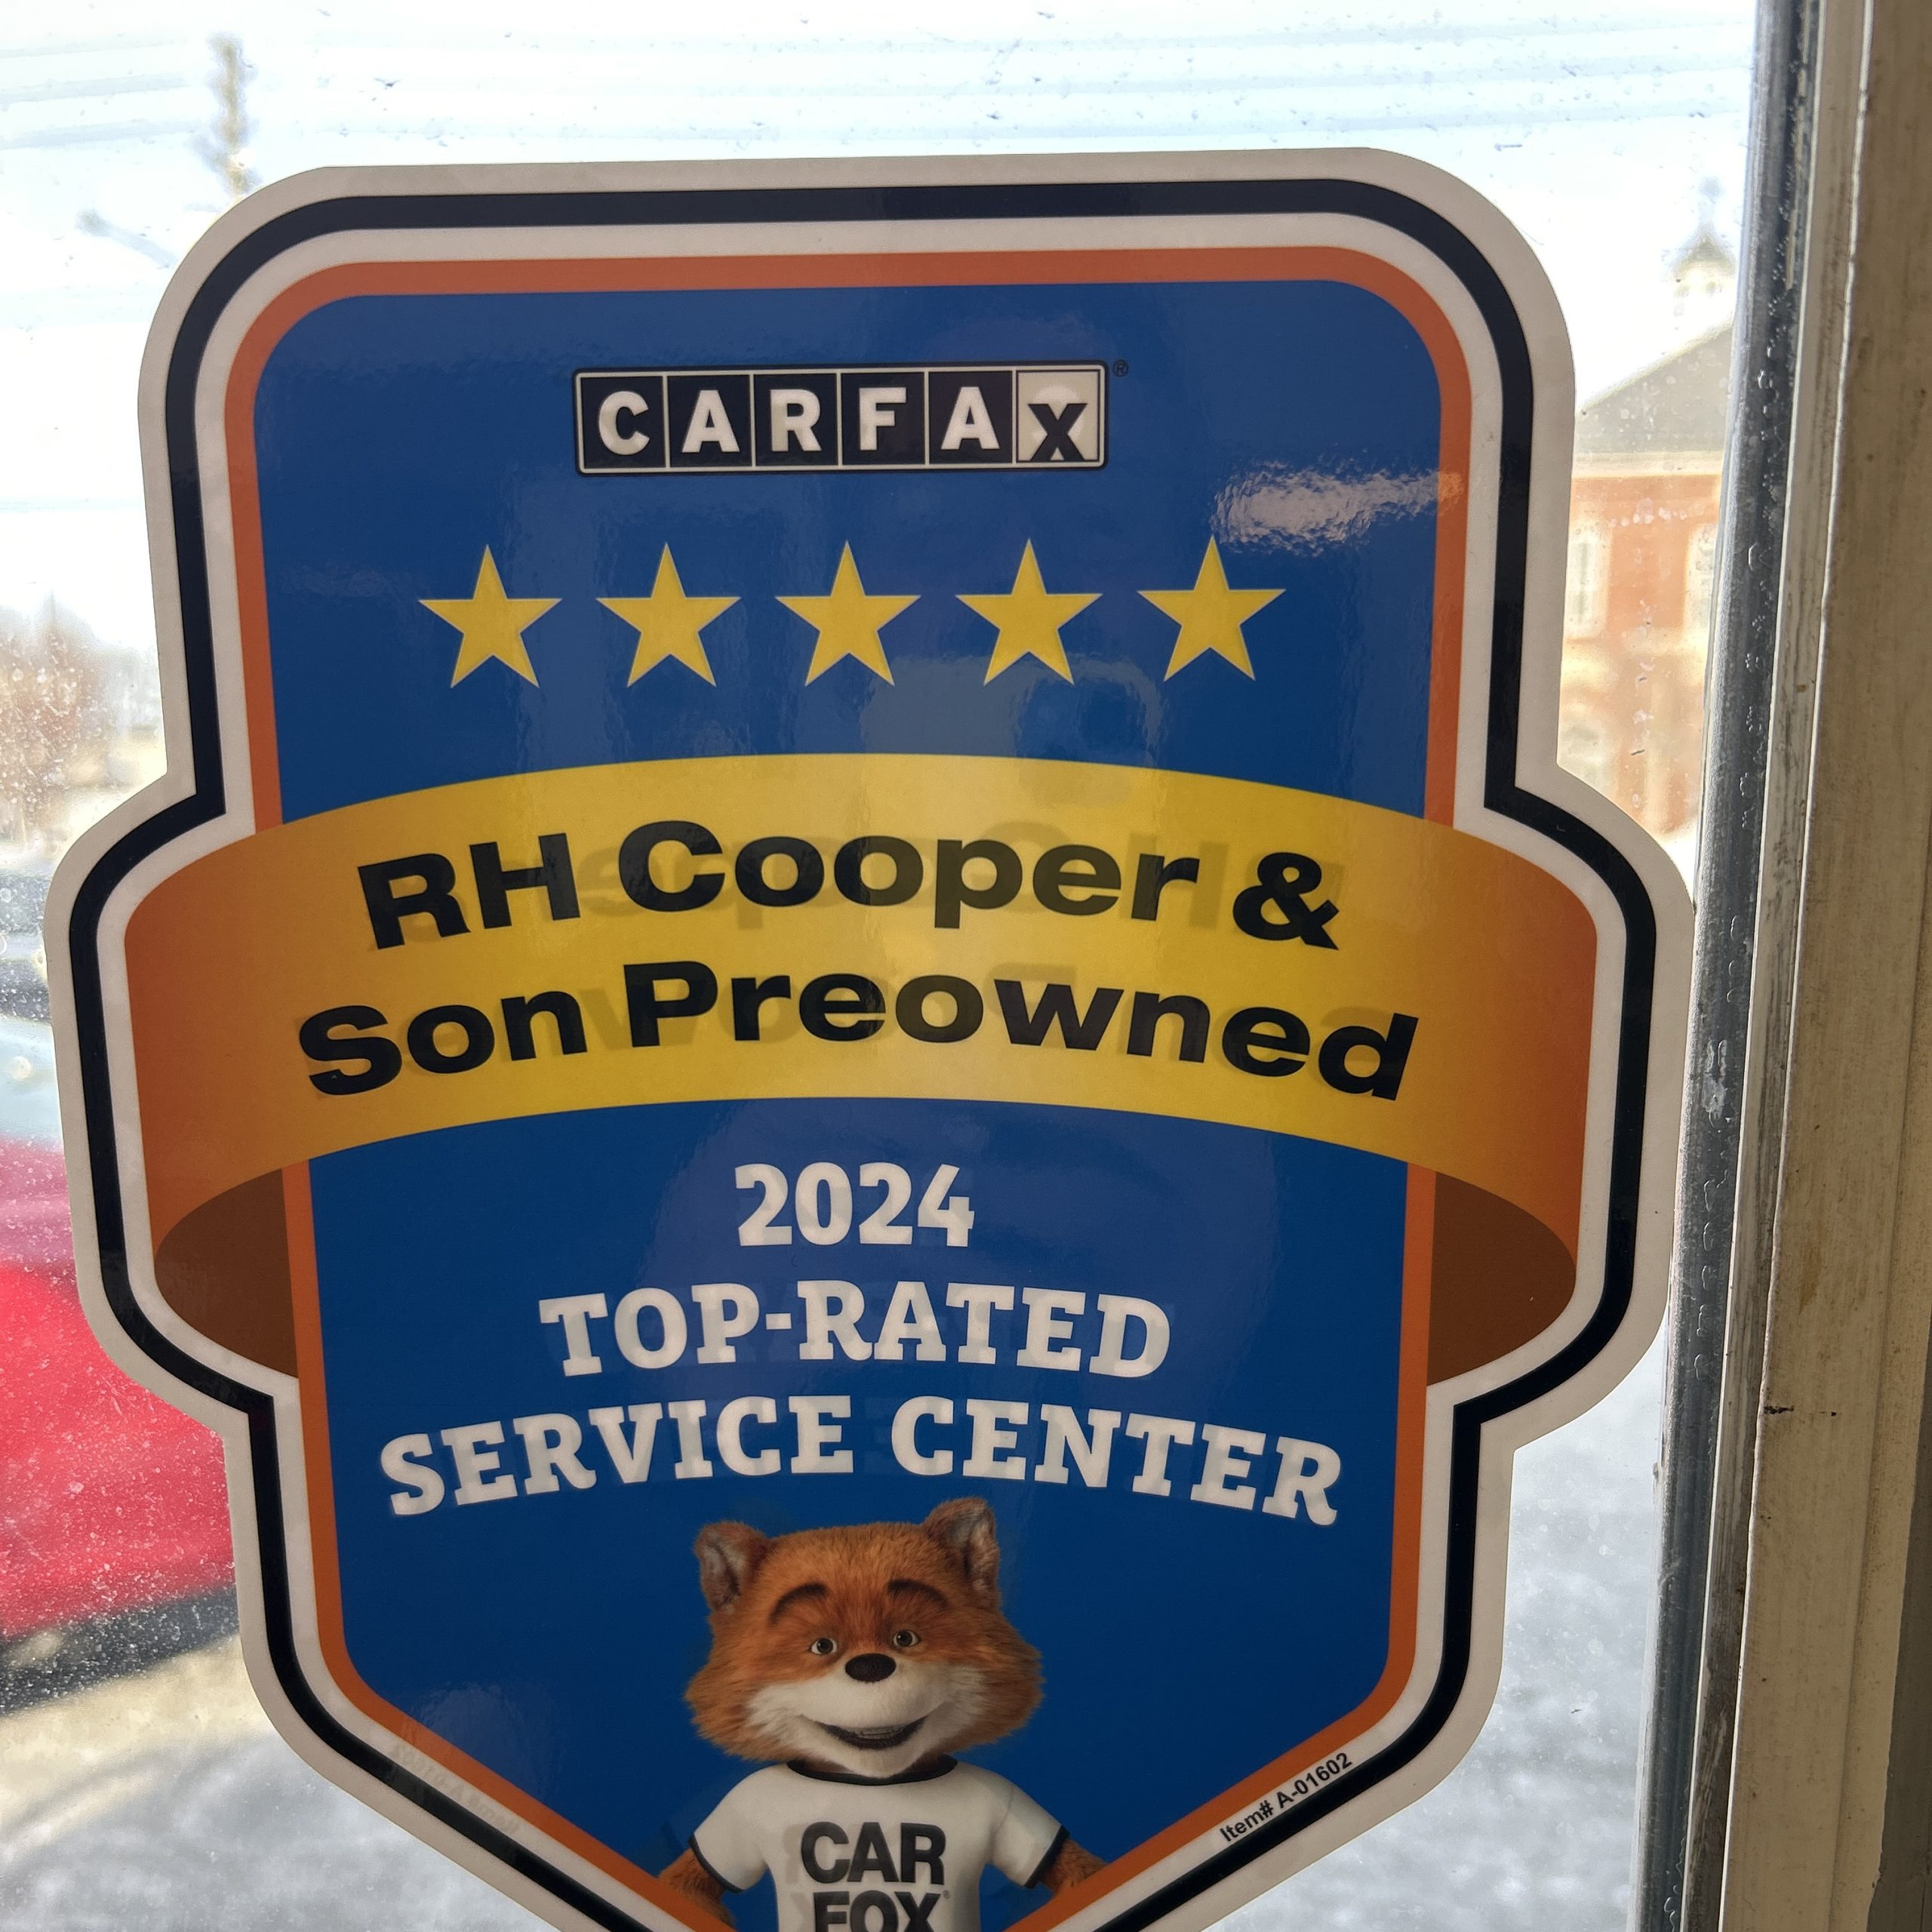 CARFAX®
RH Cooper &
Son Preowned
2024
TOP-RATED
SERVICE CENTER
CAR
FOX®
Item# A-01602